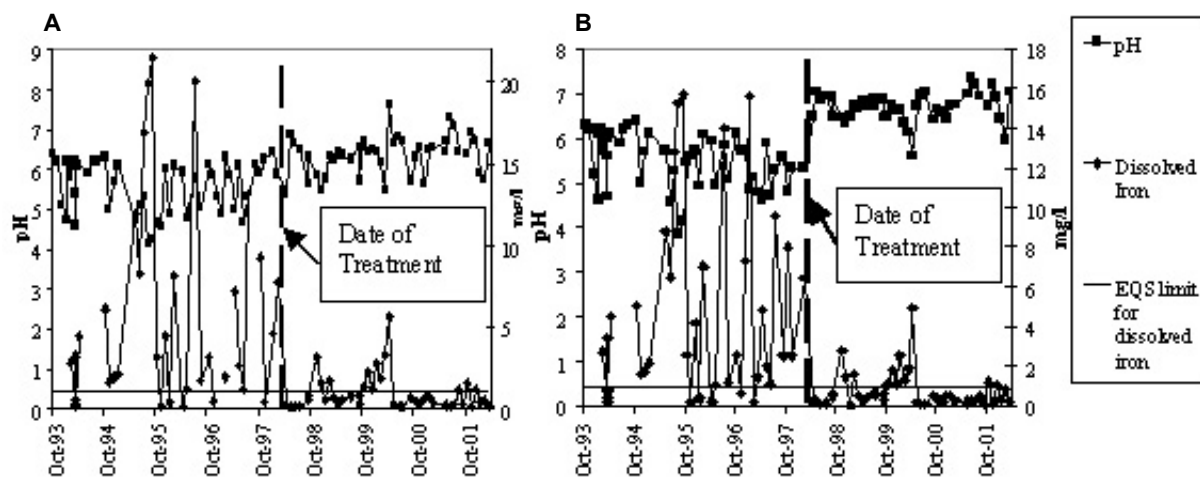 A
B
9
8
7
6
5
4
3
2
1
0
pH
20
15
10
5
0
mg/l
Date of
Treatment
Oct-93
Oct-94
Oct-95
Oct-96
Oct-97
Oct-98
Oct-99
Oct-00
Oct-01
8
7
6
5
4
3
2
1
0
pH
18
16
14
12
10
8
6
4
2
0
mg/l
Date of
Treatment
Oct-93
Oct-94
Oct-95
Oct-96
Oct-97
Oct-98
Oct-99
Oct-00
Oct-01
pH
Dissolved
Iron
EQS limit
for
dissolved
iron